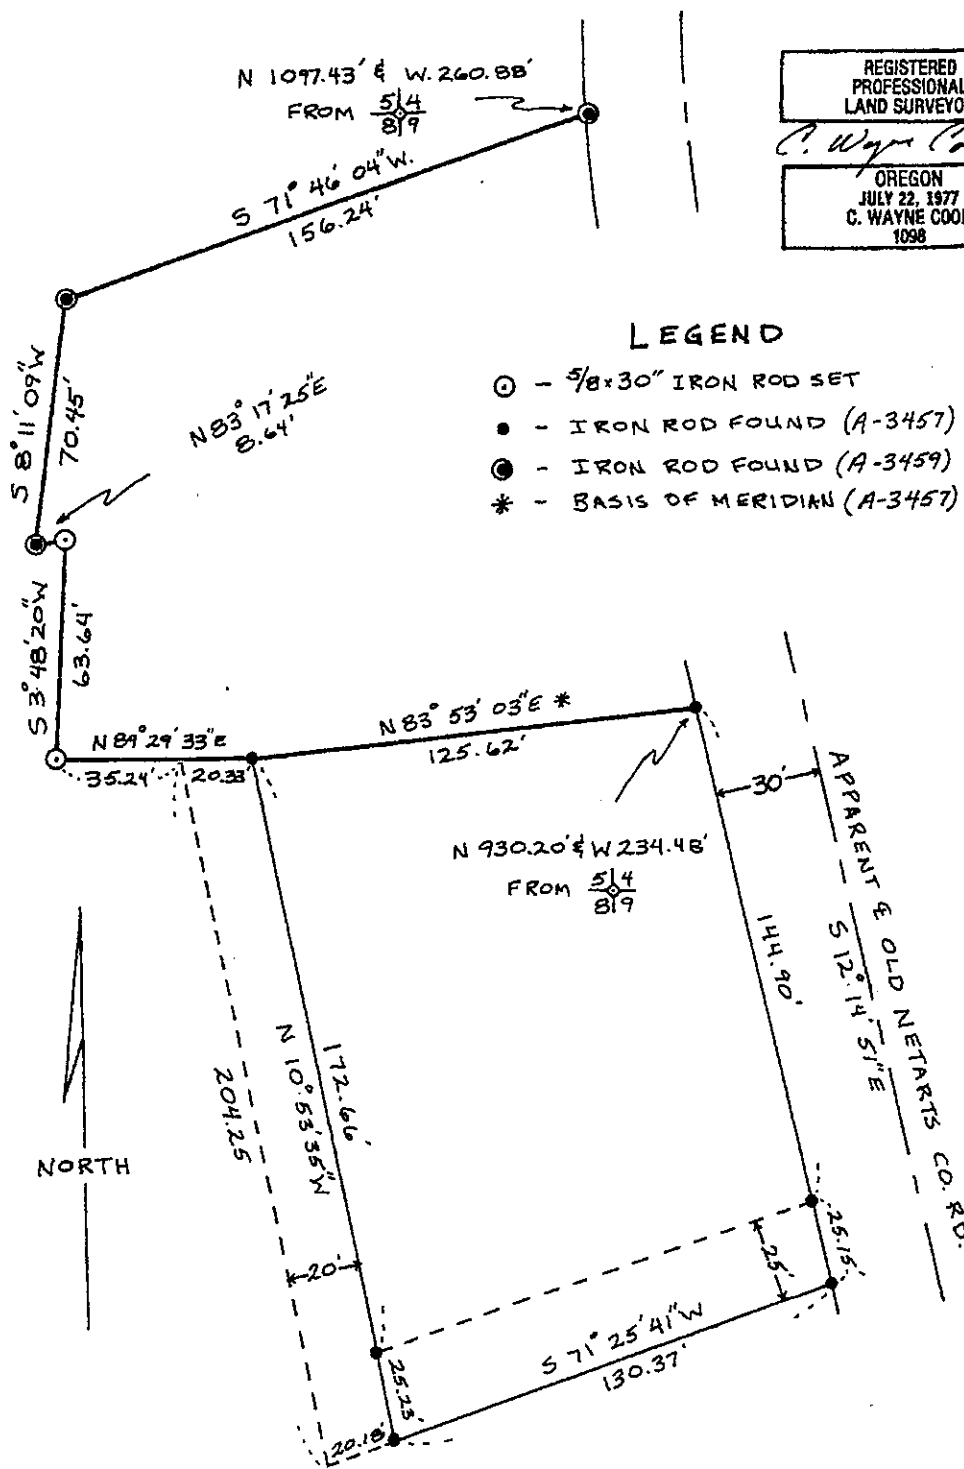 N 1097.43' & W. 260.88'
FROM 5|4
8|9
REGISTERED
PROFESSIONAL
LAND SURVEYO
C. Wayne Co
OREGON
JULY 22, 1977
C. WAYNE COO
1098
S 71° 46' 04" W.
156.24'
S 8° 11' 09" W
70.45'
N 83° 17' 25" E
8.64'
LEGEND
⊙ - 5/8 x 30" IRON ROD SET
● - IRON ROD FOUND (A-3457)
◉ - IRON ROD FOUND (A-3459)
* - BASIS OF MERIDIAN (A-3457)
S 3° 48' 20" W
63.64'
N 89° 29' 33" E
35.24'
20.33'
N 83° 53' 03" E *
125.62'
30'
N 930.20' & W 234.48'
FROM 5|4
8|9
APPARENT ℄ OLD NETARTS CO. RD.
S 12° 14' 51" E
144.90'
172.66'
N 10° 53' 35" W
204.25
NORTH
20'
25.15'
25'
S 71° 25' 41" W
130.37'
25.23'
20.18'